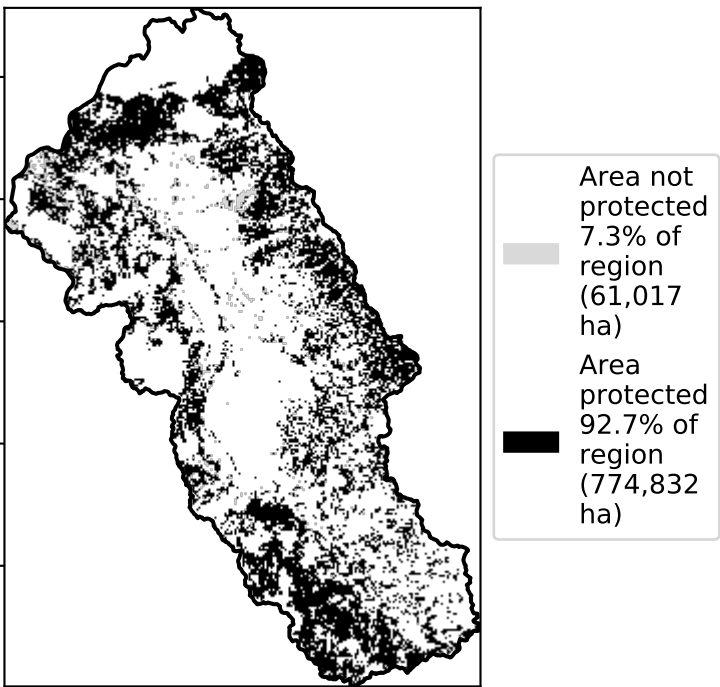 Area not
protected
7.3% of
region
(61,017
ha)
Area
protected
92.7% of
region
(774,832
ha)